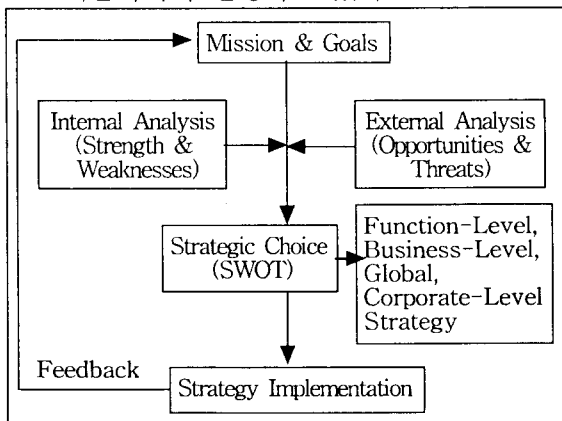 Mission & Goals
Internal Analysis
(Strength &
Weaknesses)
External Analysis
(Opportunities &
Threats)
Strategic Choice
(SWOT)
Function-Level,
Business-Level,
Global,
Corporate-Level
Strategy
Feedback
Strategy Implementation